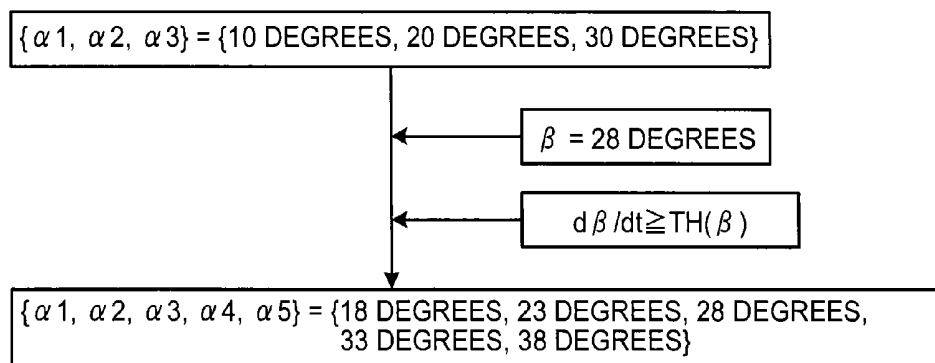 {α1, α2, α3} = {10 DEGREES, 20 DEGREES, 30 DEGREES}
β = 28 DEGREES
dβ/dt≧TH(β)
{α1, α2, α3, α4, α5} = {18 DEGREES, 23 DEGREES, 28 DEGREES,
33 DEGREES, 38 DEGREES}